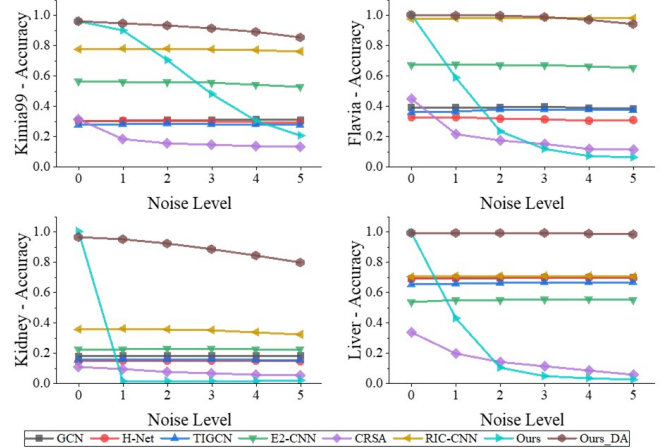 Kimia99 - Accuracy
1.0
0.8
0.6
0.4
0.2
0.0
0 1 2 3 4 5
Noise Level
Flavia - Accuracy
1.0
0.8
0.6
0.4
0.2
0.0
0 1 2 3 4 5
Noise Level
Kidney - Accuracy
1.0
0.8
0.6
0.4
0.2
0.0
0 1 2 3 4 5
Noise Level
Liver - Accuracy
1.0
0.8
0.6
0.4
0.2
0.0
0 1 2 3 4 5
Noise Level
GCN H-Net TIGCN E2-CNN CRSA RIC-CNN Ours Ours_DA